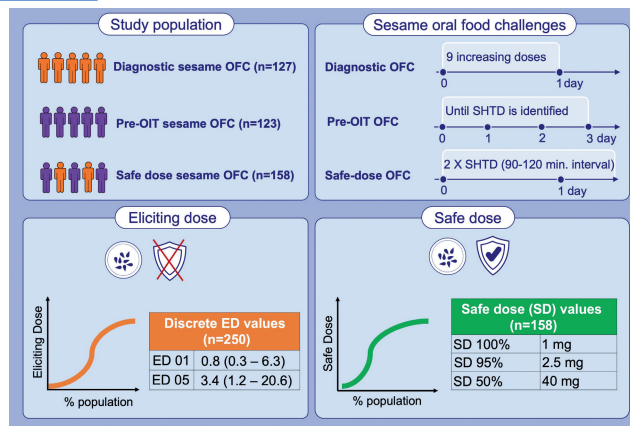 Study population
Diagnostic sesame OFC (n=127)
Pre-OIT sesame OFC (n=123)
Safe dose sesame OFC (n=158)
Sesame oral food challenges
Diagnostic OFC
9 increasing doses
0
1 day
Pre-OIT OFC
Until SHTD is identified
0 1 2 3 day
Safe-dose OFC
2 X SHTD (90-120 min. interval)
0
1 day
Eliciting dose
Eliciting Dose
% population
Discrete ED values
(n=250)
ED 01 0.8 (0.3 – 6.3)
ED 05 3.4 (1.2 – 20.6)
Safe dose
Safe Dose
% population
Safe dose (SD) values
(n=158)
SD 100% 1 mg
SD 95% 2.5 mg
SD 50% 40 mg